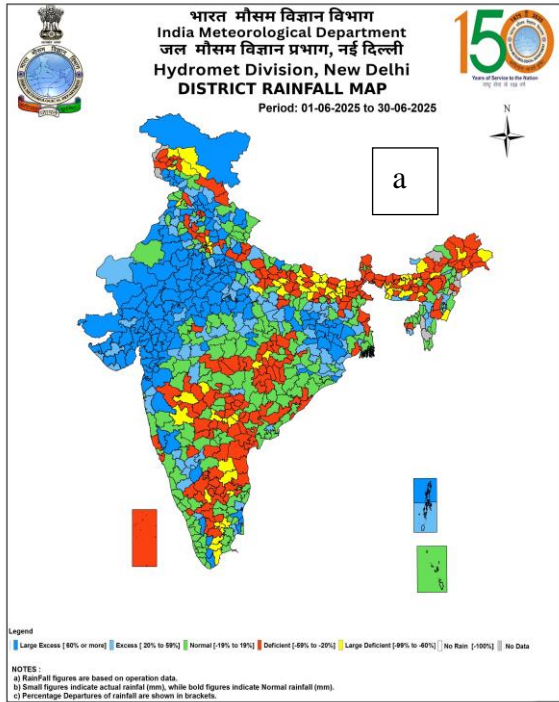 भारत मौसम विज्ञान विभाग
India Meteorological Department
जल मौसम विज्ञान प्रभाग, नई दिल्ली
Hydromet Division, New Delhi
DISTRICT RAINFALL MAP
Period: 01-06-2025 to 30-06-2025
150
Years of Service to the Nation
N
a
Legend
Large Excess [ 60% or more] Excess [ 20% to 59%] Normal [-19% to 19%] Deficient [-59% to -20%] Large Deficient [-99% to -60%] No Rain [-100%] No Data
NOTES :
a) RainFall figures are based on operation data.
b) Small figures indicate actual rainfal (mm), while bold figures indicate Normal rainfall (mm).
c) Percentage Departures of rainfall are shown in brackets.